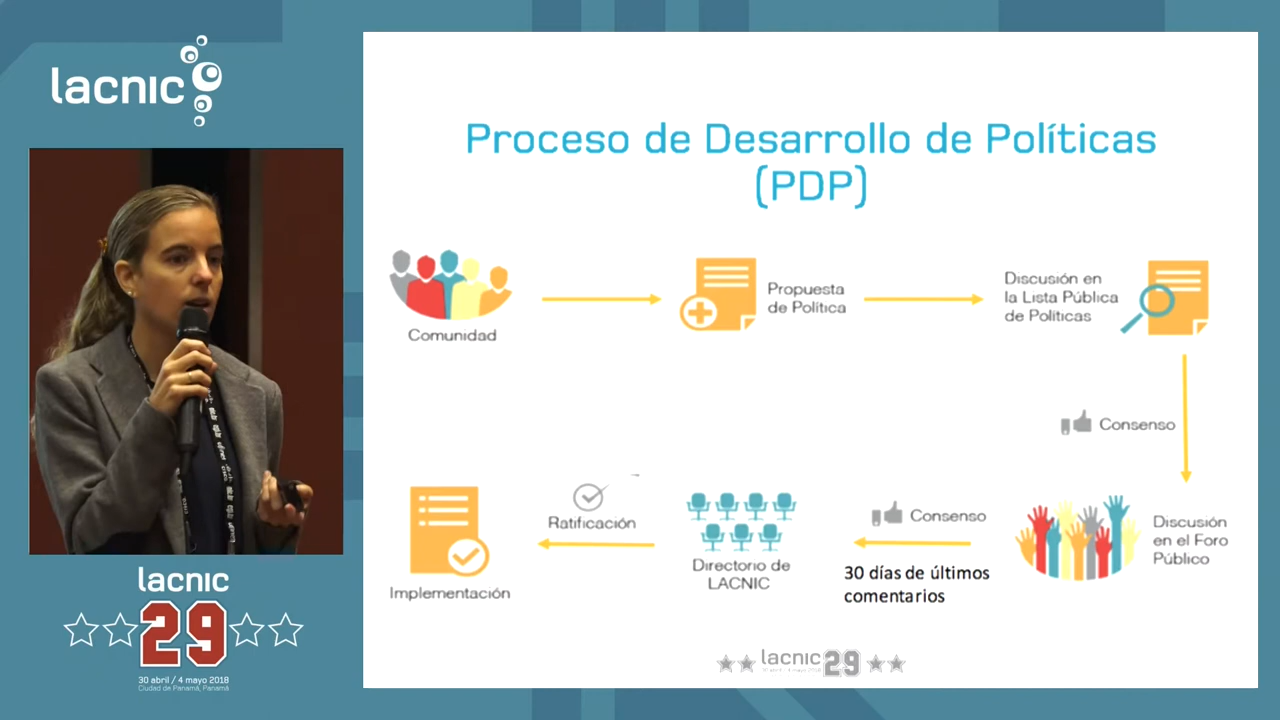 lacnic
Proceso de Desarrollo de Políticas
(PDP)
Comunidad
Propuesta
de Política
Discusión en
la Lista Pública
de Políticas
Consenso
Discusión
en el Foro
Público
Consenso
30 días de últimos
comentarios
Directorio de
LACNIC
Ratificación
Implementación
lacnic
29
30 abril / 4 mayo 2018
Ciudad de Panamá, Panamá
lacnic 29